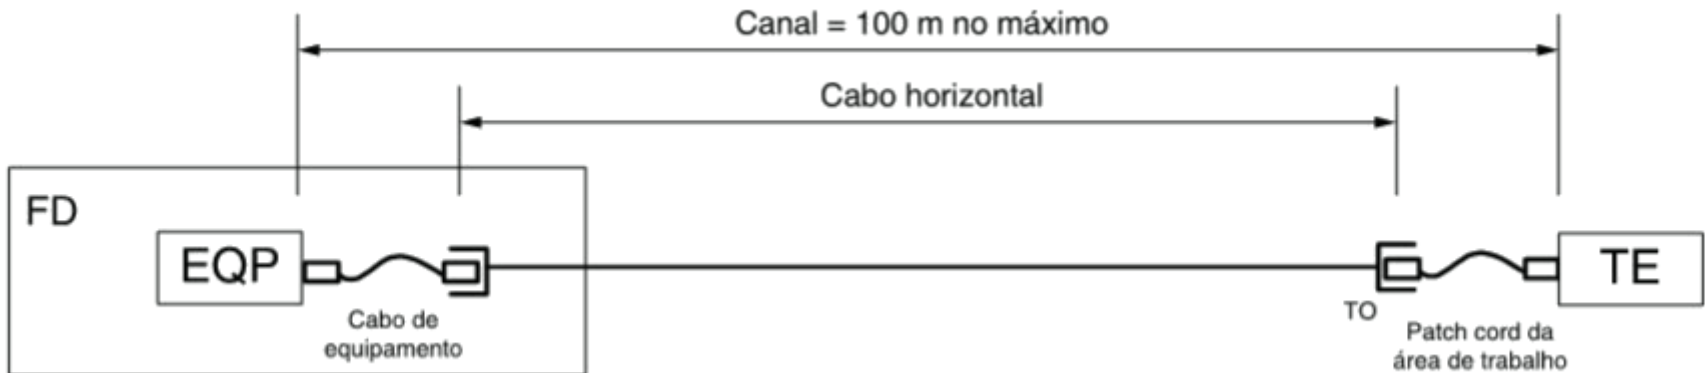 Canal = 100 m no máximo
Cabo horizontal
FD
EQP
TE
Cabo de
equipamento
TO
Patch cord da
área de trabalho